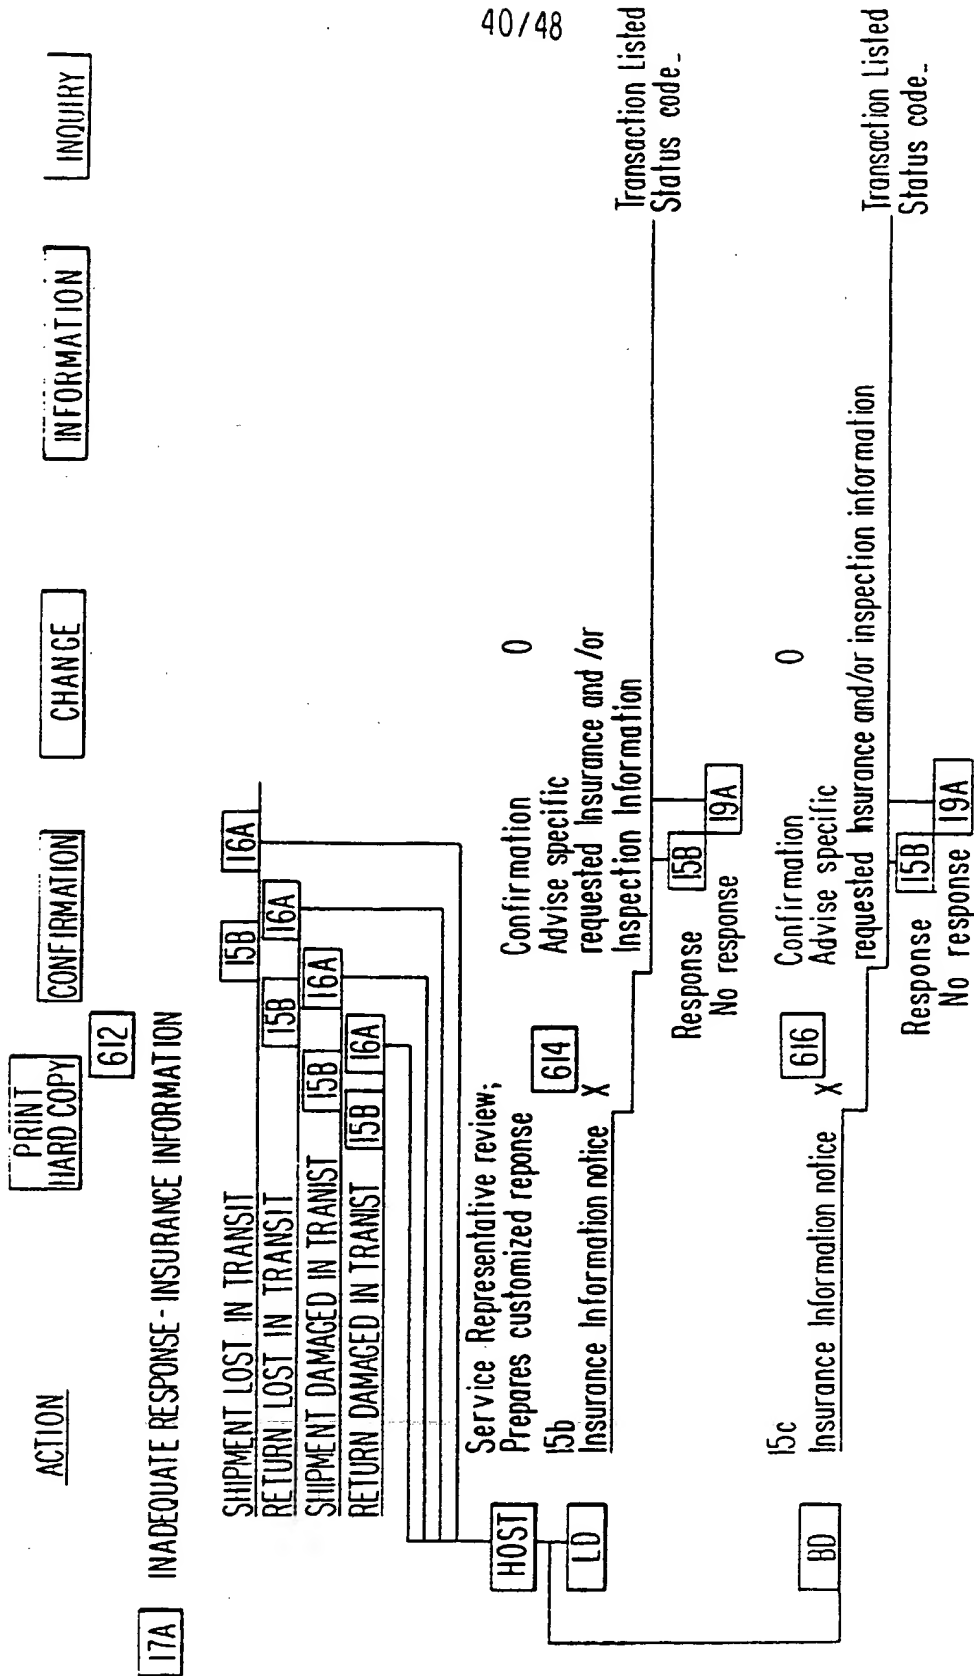 40/48
ACTION
PRINT
HARD COPY
CONFIRMATION
CHANGE
INFORMATION
INQUIRY
612
17A INADEQUATE RESPONSE - INSURANCE INFORMATION
SHIPMENT LOST IN TRANSIT 15B 16A
RETURN LOST IN TRANSIT 15B 16A
SHIPMENT DAMAGED IN TRANIST 15B 16A
RETURN DAMAGED IN TRANIST 15B 16A
HOST
Service Representative review;
Prepares customized reponse
LD
15b
Insurance Information notice
614
X
Confirmation O
Advise specific
requested Insurance and /or
Inspection Information
Transaction Listed
Status code_
Response 15B
No response 19A
BD
15c
Insurance Information notice
616
X
Confirmation O
Advise specific
requested Insurance and/or inspection information
Transaction Listed
Status code_
Response 15B
No response 19A